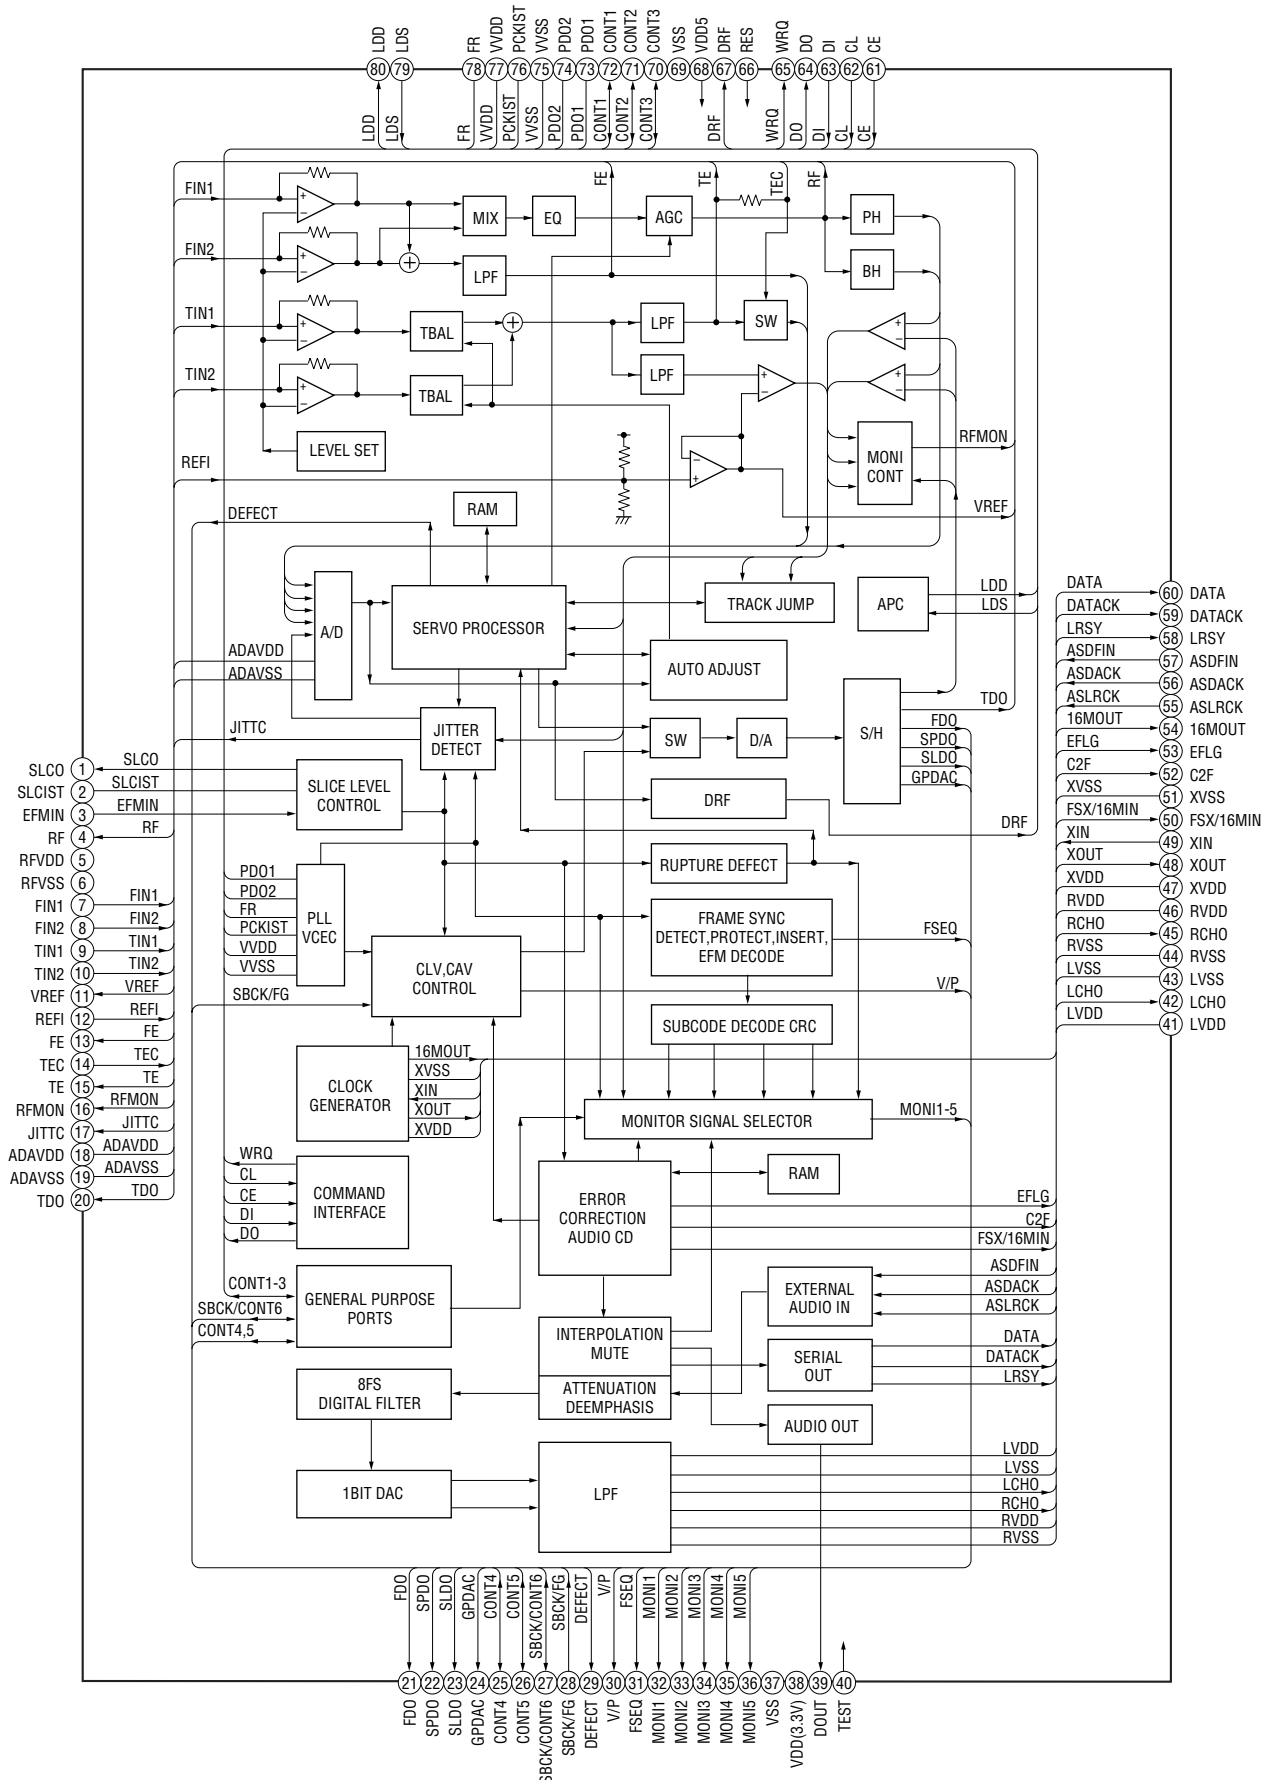 LDD
LDS
FR
VVDD
PCKIST
VVSS
PDO2
PDO1
CONT1
CONT2
CONT3
VSS
VDD5
DRF
RES
WRQ
DO
DI
CL
CE
80 79 78 77 76 75 74 73 72 71 70 69 68 67 66 65 64 63 62 61
LDD
LDS
FR
VVDD
PCKIST
VVSS
PDO2
PDO1
CONT1
CONT2
CONT3
DRF
WRQ
DO
DI
CL
CE
FE
TE
TEC
RF
FIN1
+
−
MIX
EQ
AGC
PH
FIN2
+
−
+
LPF
BH
TIN1
+
−
TBAL
+
LPF
SW
+
−
TIN2
+
−
TBAL
LPF
+
−
+
−
LEVEL SET
RFMON
MONI
CONT
REFI
−
+
VREF
DEFECT
RAM
A/D
SERVO PROCESSOR
TRACK JUMP
APC
LDD
LDS
ADAVDD
ADAVSS
AUTO ADJUST
TDO
JITTC
JITTER
DETECT
SW
D/A
S/H
FDO
SPDO
SLDO
GPDAC
SLCO
SLCIST
EFMIN
RF
SLICE LEVEL
CONTROL
DRF
DRF
PDO1
PDO2
FR
PCKIST
VVDD
VVSS
PLL
VCEC
RUPTURE DEFECT
FRAME SYNC
DETECT,PROTECT,INSERT,
EFM DECODE
FSEQ
CLV,CAV
CONTROL
V/P
SBCK/FG
SUBCODE DECODE CRC
CLOCK
GENERATOR
16MOUT
XVSS
XIN
XOUT
XVDD
MONITOR SIGNAL SELECTOR
MONI1-5
WRQ
CL
CE
DI
DO
COMMAND
INTERFACE
ERROR
CORRECTION
AUDIO CD
RAM
EFLG
C2F
FSX/16MIN
CONT1-3
SBCK/CONT6
CONT4,5
GENERAL PURPOSE
PORTS
EXTERNAL
AUDIO IN
ASDFIN
ASDACK
ASLRCK
INTERPOLATION
MUTE
SERIAL
OUT
DATA
DATACK
LRSY
8FS
DIGITAL FILTER
ATTENUATION
DEEMPHASIS
AUDIO OUT
1BIT DAC
LPF
LVDD
LVSS
LCHO
RCHO
RVDD
RVSS
SLCO 1
SLCIST 2
EFMIN 3
RF 4
RFVDD 5
RFVSS 6
FIN1 7 FIN1
FIN2 8 FIN2
TIN1 9 TIN1
TIN2 10 TIN2
VREF 11 VREF
REFI 12 REFI
FE 13 FE
TEC 14 TEC
TE 15 TE
RFMON 16 RFMON
JITTC 17 JITTC
ADAVDD 18 ADAVDD
ADAVSS 19 ADAVSS
TDO 20 TDO
DATA 60 DATA
DATACK 59 DATACK
LRSY 58 LRSY
ASDFIN 57 ASDFIN
ASDACK 56 ASDACK
ASLRCK 55 ASLRCK
16MOUT 54 16MOUT
EFLG 53 EFLG
C2F 52 C2F
XVSS 51 XVSS
FSX/16MIN 50 FSX/16MIN
XIN 49 XIN
XOUT 48 XOUT
XVDD 47 XVDD
RVDD 46 RVDD
RCHO 45 RCHO
RVSS 44 RVSS
LVSS 43 LVSS
LCHO 42 LCHO
LVDD 41 LVDD
FDO
SPDO
SLDO
GPDAC
CONT4
CONT5
SBCK/CONT6
SBCK/FG
DEFECT
V/P
FSEQ
MONI1
MONI2
MONI3
MONI4
MONI5
21 22 23 24 25 26 27 28 29 30 31 32 33 34 35 36 37 38 39 40
FDO
SPDO
SLDO
GPDAC
CONT4
CONT5
SBCK/CONT6
SBCK/FG
DEFECT
V/P
FSEQ
MONI1
MONI2
MONI3
MONI4
MONI5
VSS
VDD(3.3V)
DOUT
TEST